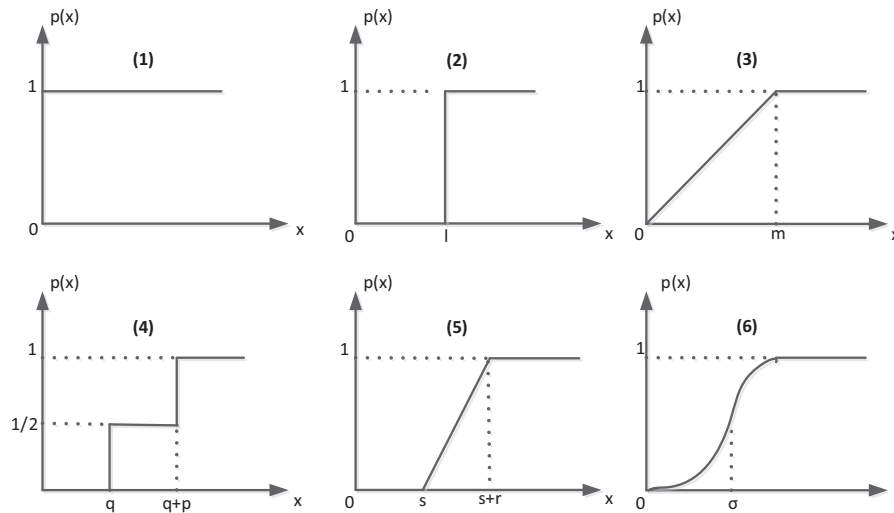 p(x) p(x) p(x)
(1) (2) (3)
1 1 1
0 x 0 l x 0 m x
p(x) p(x) p(x)
(4) (5) (6)
1 1 1
1/2
q q+p x 0 s s+r x 0 σ x